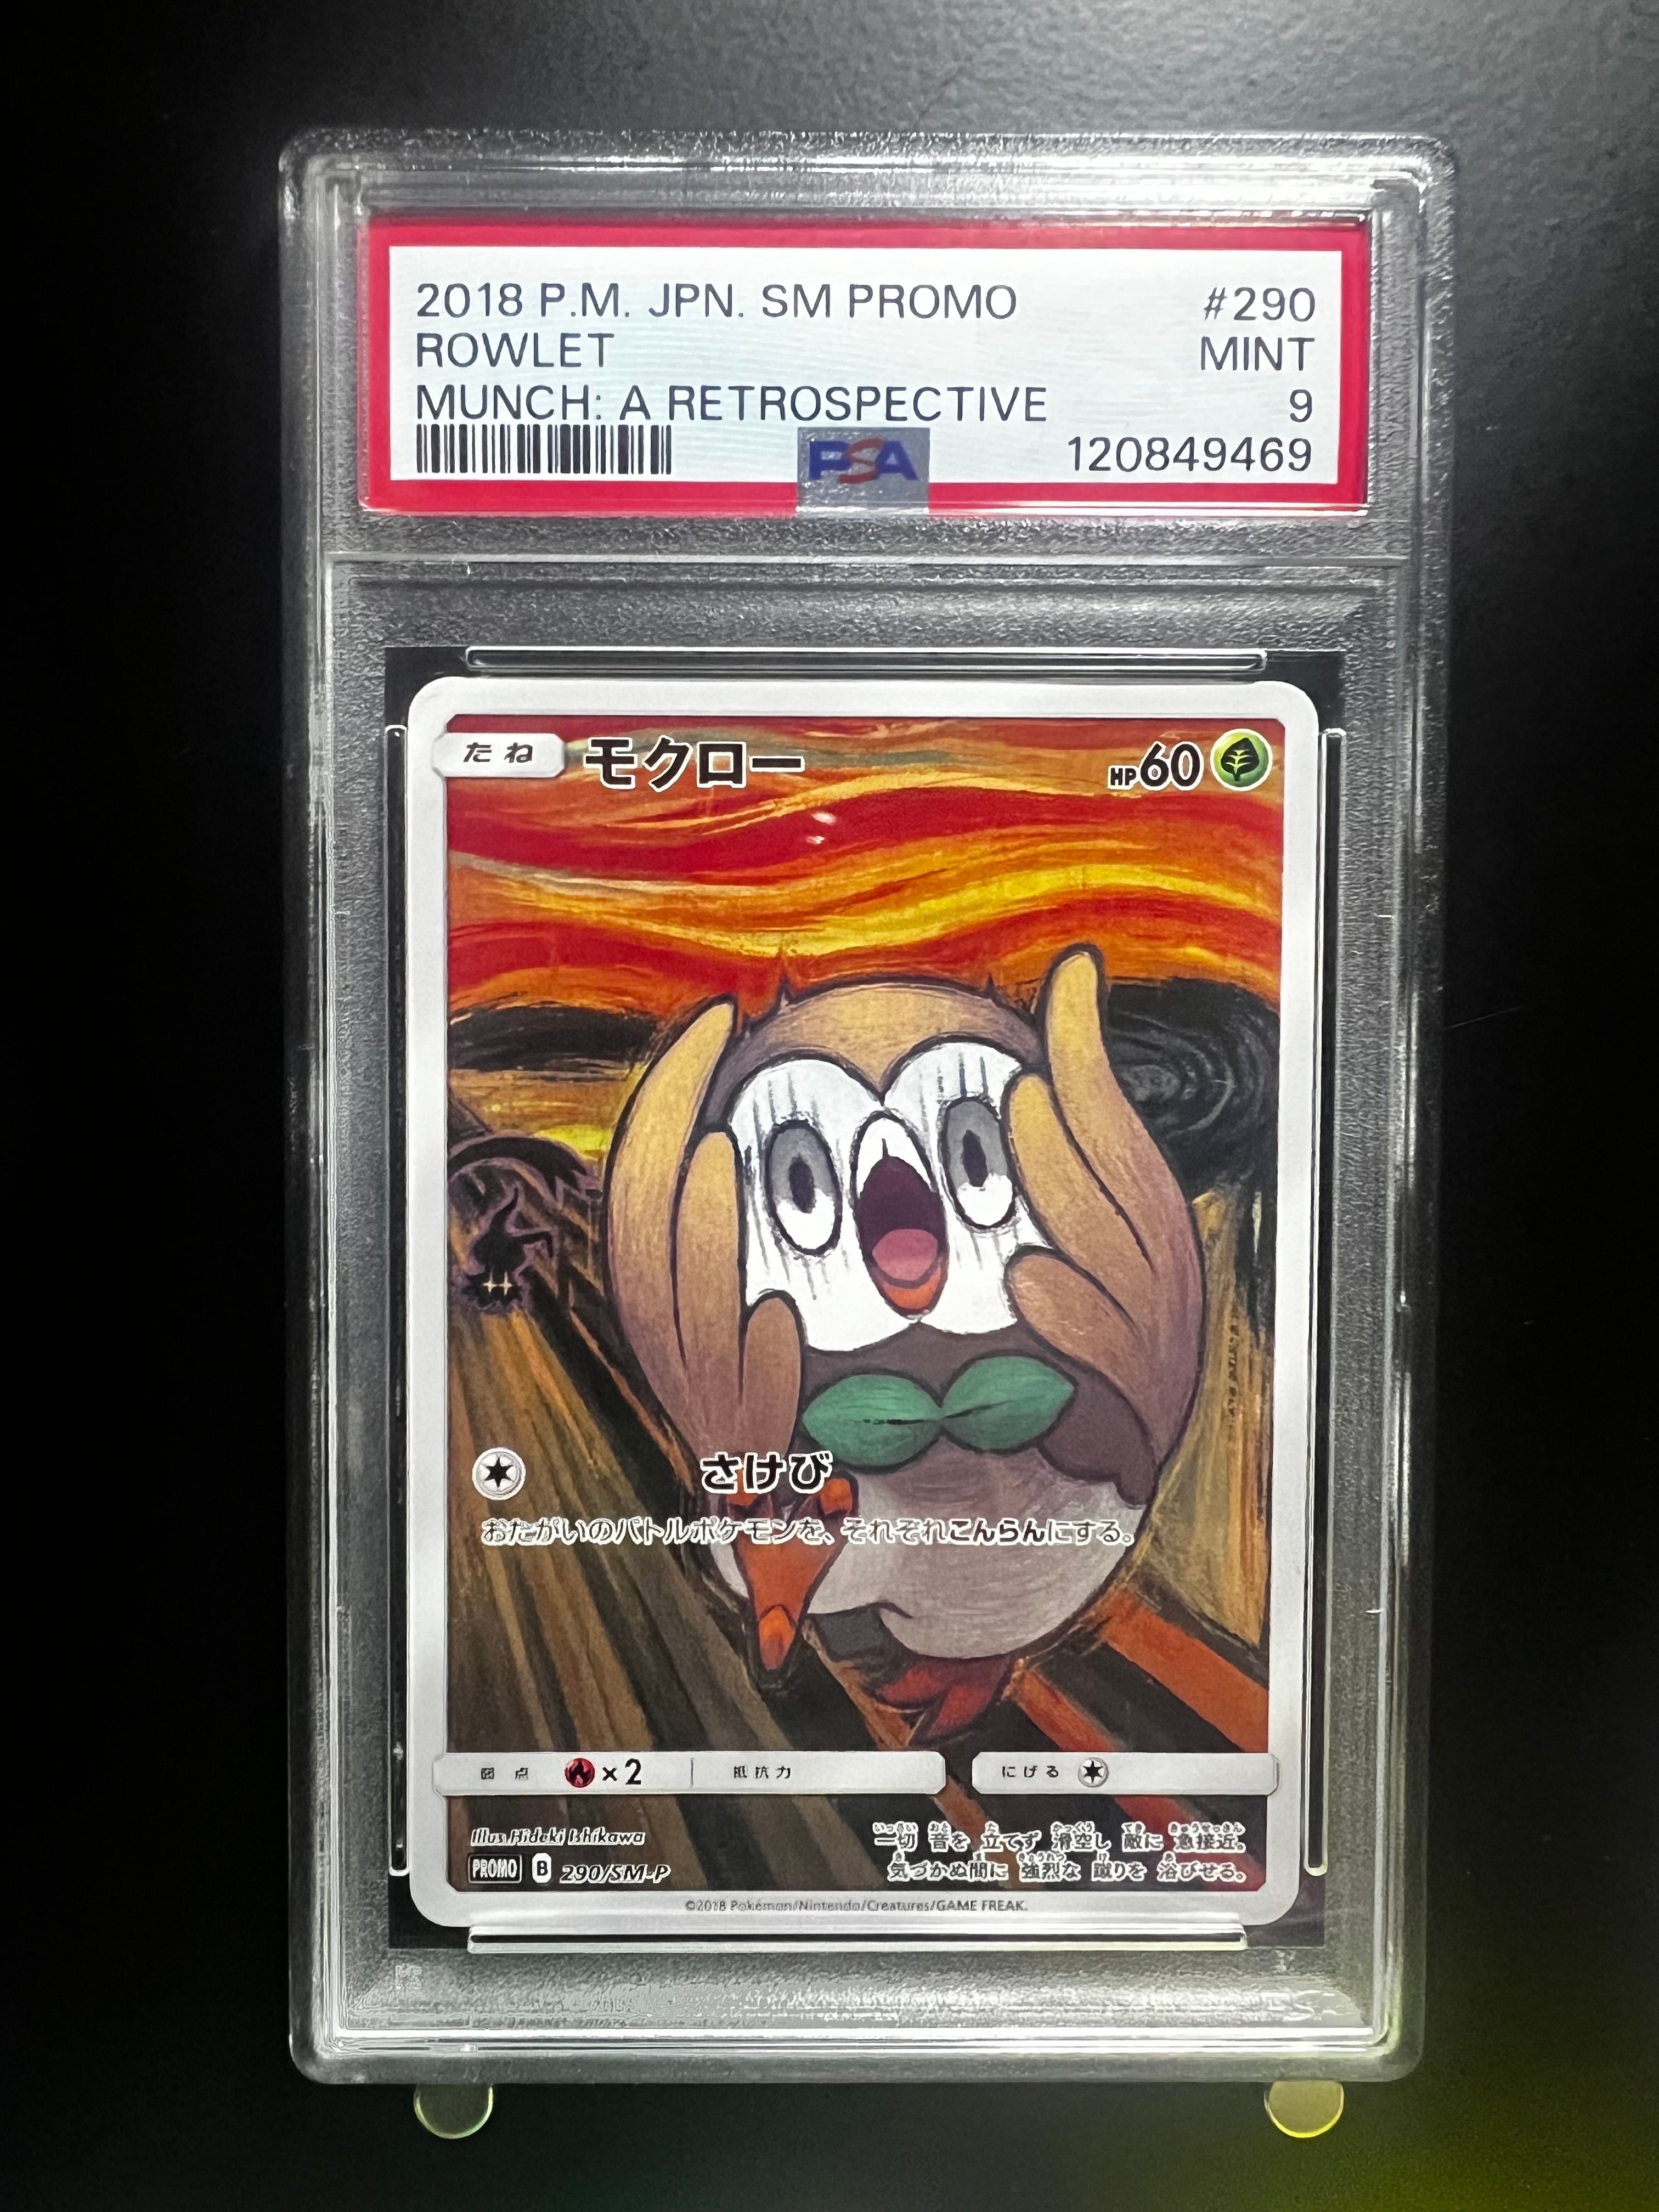 2018 P.M. JPN. SM PROMO #290
ROWLET MINT
MUNCH: A RETROSPECTIVE 9
PSA 120849469
たね モクロー HP60
さけび
おたがいのバトルポケモンを、それぞれこんらんにする。
弱点 ×2 抵抗力 にげる
Illus.Hideki Ishikawa
PROMO B 290/SM-P
一切音を立てず滑空し敵に急接近。
気づかぬ間に強烈な蹴りを浴びせる。
©2018 Pokémon/Nintendo/Creatures/GAME FREAK.